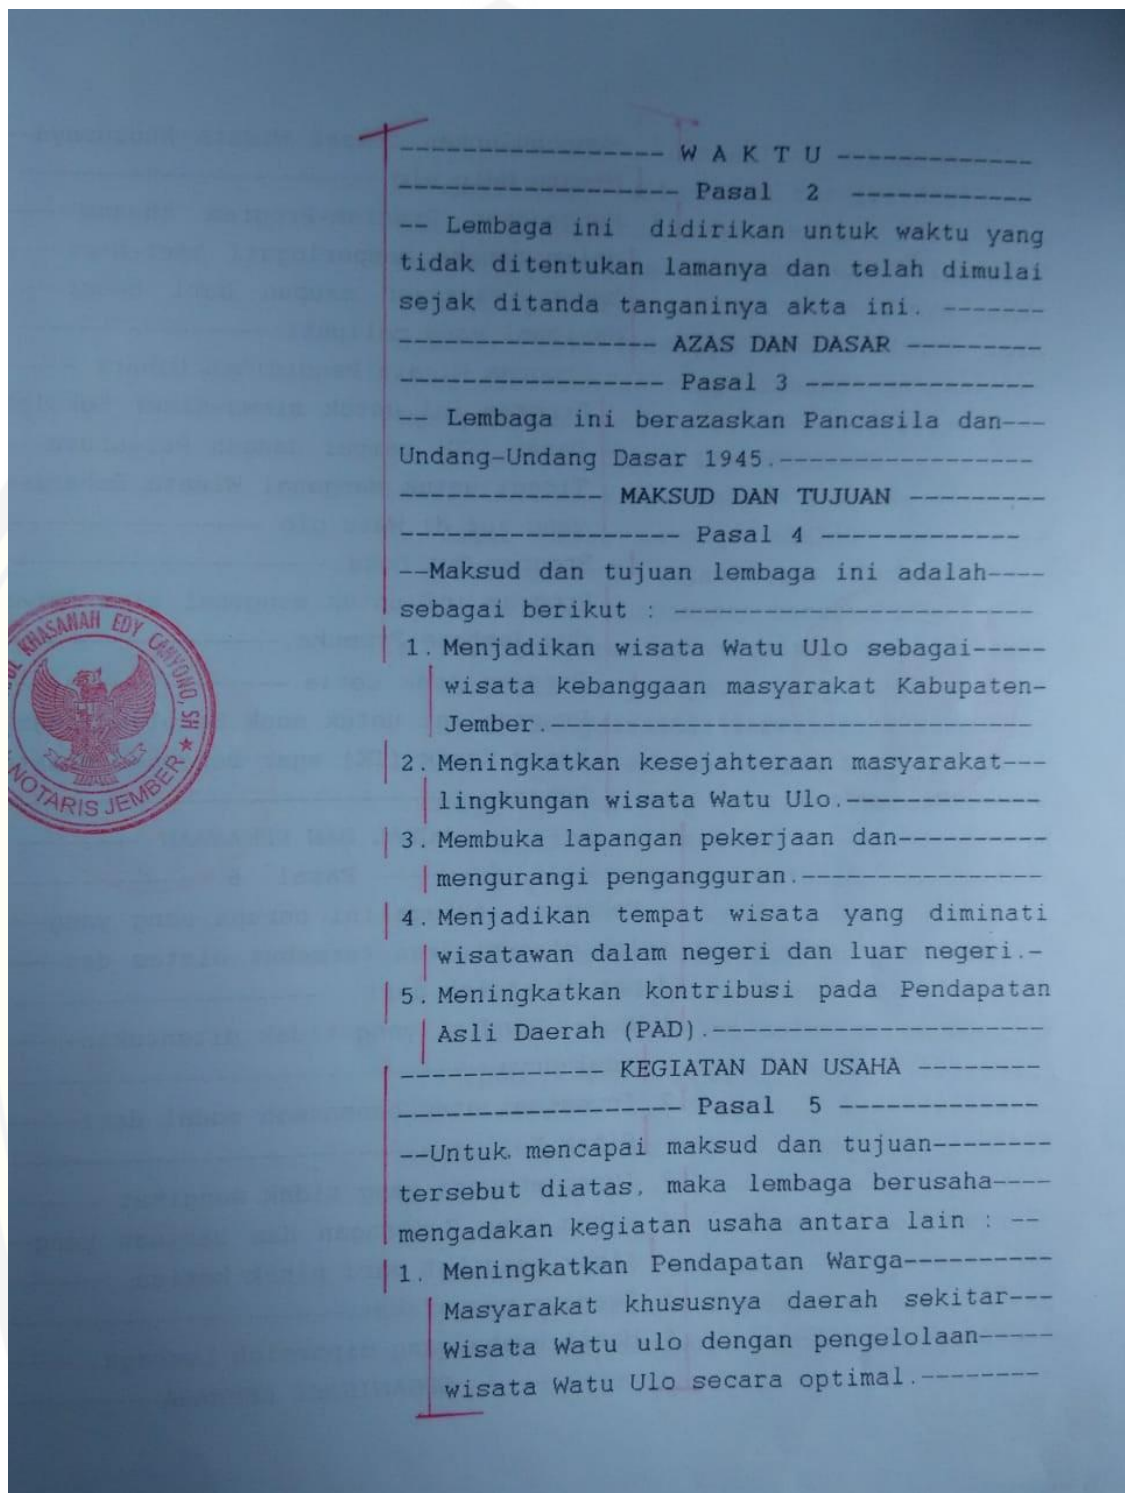 ----------------- W A K T U -------------
------------------- Pasal 2 ------------
-- Lembaga ini didirikan untuk waktu yang
tidak ditentukan lamanya dan telah dimulai
sejak ditanda tanganinya akta ini. -------
----------------- AZAS DAN DASAR ---------
----------------- Pasal 3 ---------------
-- Lembaga ini berazaskan Pancasila dan---
Undang-Undang Dasar 1945.-----------------
------------- MAKSUD DAN TUJUAN ---------
------------------- Pasal 4 -------------
--Maksud dan tujuan lembaga ini adalah----
sebagai berikut : ------------------------
1. Menjadikan wisata Watu Ulo sebagai-----
wisata kebanggaan masyarakat Kabupaten-
Jember.--------------------------------
2. Meningkatkan kesejahteraan masyarakat---
lingkungan wisata Watu Ulo.-------------
3. Membuka lapangan pekerjaan dan----------
mengurangi pengangguran.----------------
4. Menjadikan tempat wisata yang diminati
wisatawan dalam negeri dan luar negeri.-
5. Meningkatkan kontribusi pada Pendapatan
Asli Daerah (PAD).----------------------
------------- KEGIATAN DAN USAHA --------
------------------- Pasal 5 -------------
--Untuk mencapai maksud dan tujuan--------
tersebut diatas, maka lembaga berusaha----
mengadakan kegiatan usaha antara lain : --
1. Meningkatkan Pendapatan Warga----------
Masyarakat khususnya daerah sekitar---
Wisata Watu ulo dengan pengelolaan-----
wisata Watu Ulo secara optimal.--------
KHASANAH EDY CAHYONO, SH
NOTARIS JEMBER